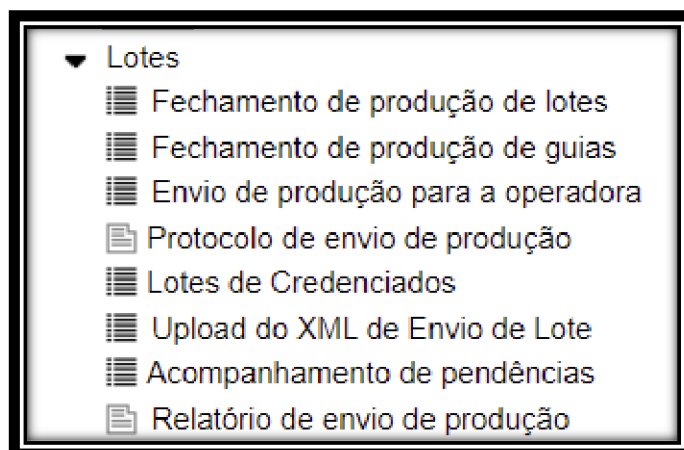 Lotes
Fechamento de produção de lotes
Fechamento de produção de guias
Envio de produção para a operadora
Protocolo de envio de produção
Lotes de Credenciados
Upload do XML de Envio de Lote
Acompanhamento de pendências
Relatório de envio de produção